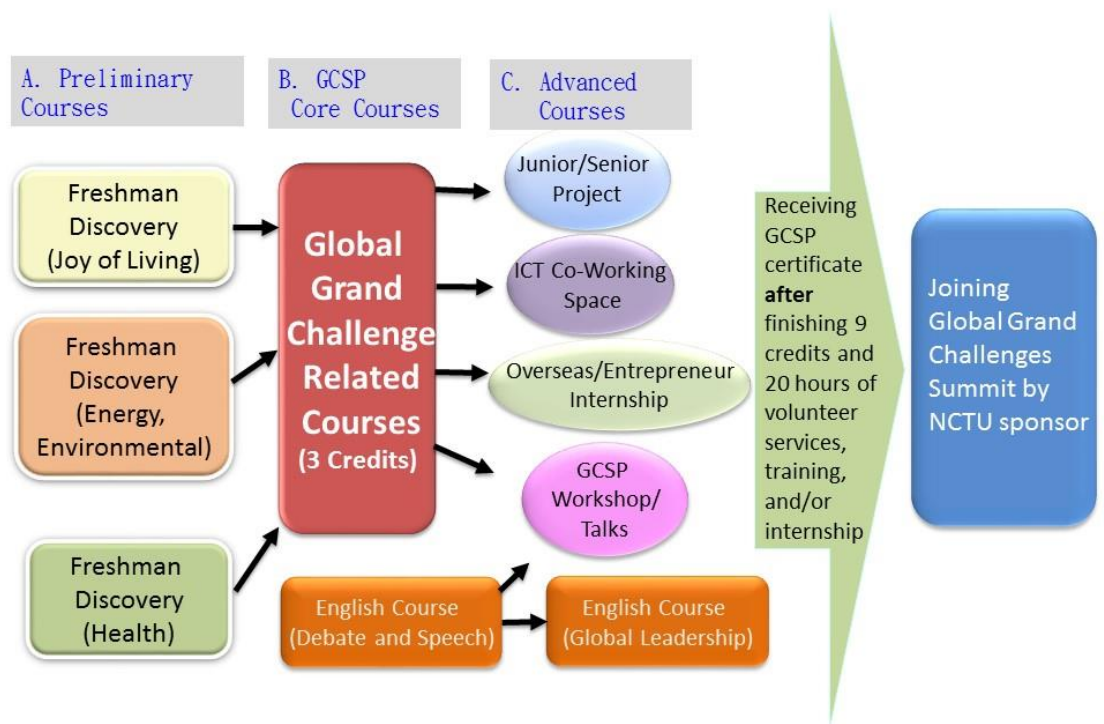 A. Preliminary
Courses
B. GCSP
Core Courses
C. Advanced
Courses
Freshman
Discovery
(Joy of Living)
Freshman
Discovery
(Energy,
Environmental)
Freshman
Discovery
(Health)
Global
Grand
Challenge
Related
Courses
(3 Credits)
Junior/Senior
Project
ICT Co-Working
Space
Overseas/Entrepreneur
Internship
GCSP
Workshop/
Talks
English Course
(Debate and Speech)
English Course
(Global Leadership)
Receiving
GCSP
certificate
after
finishing 9
credits and
20 hours of
volunteer
services,
training,
and/or
internship
Joining
Global Grand
Challenges
Summit by
NCTU sponsor